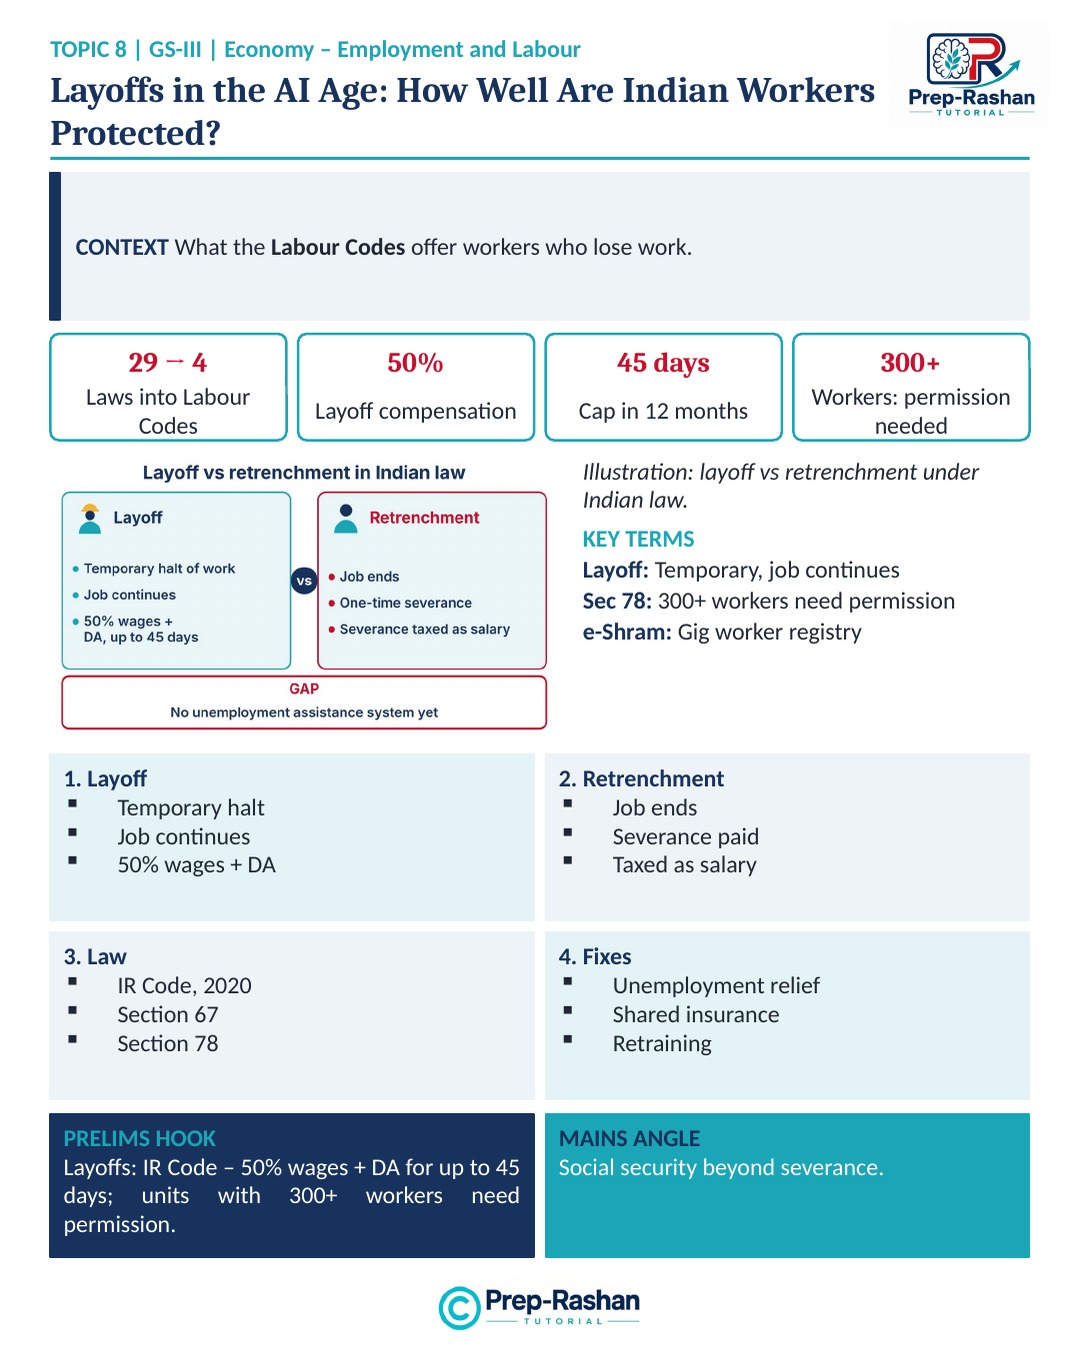 TOPIC 8 | GS-III | Economy – Employment and Labour
Layoffs in the AI Age: How Well Are Indian Workers
Protected?
Prep-Rashan
TUTORIAL
CONTEXT What the Labour Codes offer workers who lose work.
29 → 4
Laws into Labour
Codes
50%
Layoff compensation
45 days
Cap in 12 months
300+
Workers: permission
needed
Layoff vs retrenchment in Indian law
Layoff
• Temporary halt of work
• Job continues
• 50% wages +
DA, up to 45 days
vs
Retrenchment
• Job ends
• One-time severance
• Severance taxed as salary
GAP
No unemployment assistance system yet
Illustration: layoff vs retrenchment under
Indian law.
KEY TERMS
Layoff: Temporary, job continues
Sec 78: 300+ workers need permission
e-Shram: Gig worker registry
1. Layoff
▪ Temporary halt
▪ Job continues
▪ 50% wages + DA
2. Retrenchment
▪ Job ends
▪ Severance paid
▪ Taxed as salary
3. Law
▪ IR Code, 2020
▪ Section 67
▪ Section 78
4. Fixes
▪ Unemployment relief
▪ Shared insurance
▪ Retraining
PRELIMS HOOK
Layoffs: IR Code – 50% wages + DA for up to 45
days; units with 300+ workers need
permission.
MAINS ANGLE
Social security beyond severance.
© Prep-Rashan
TUTORIAL